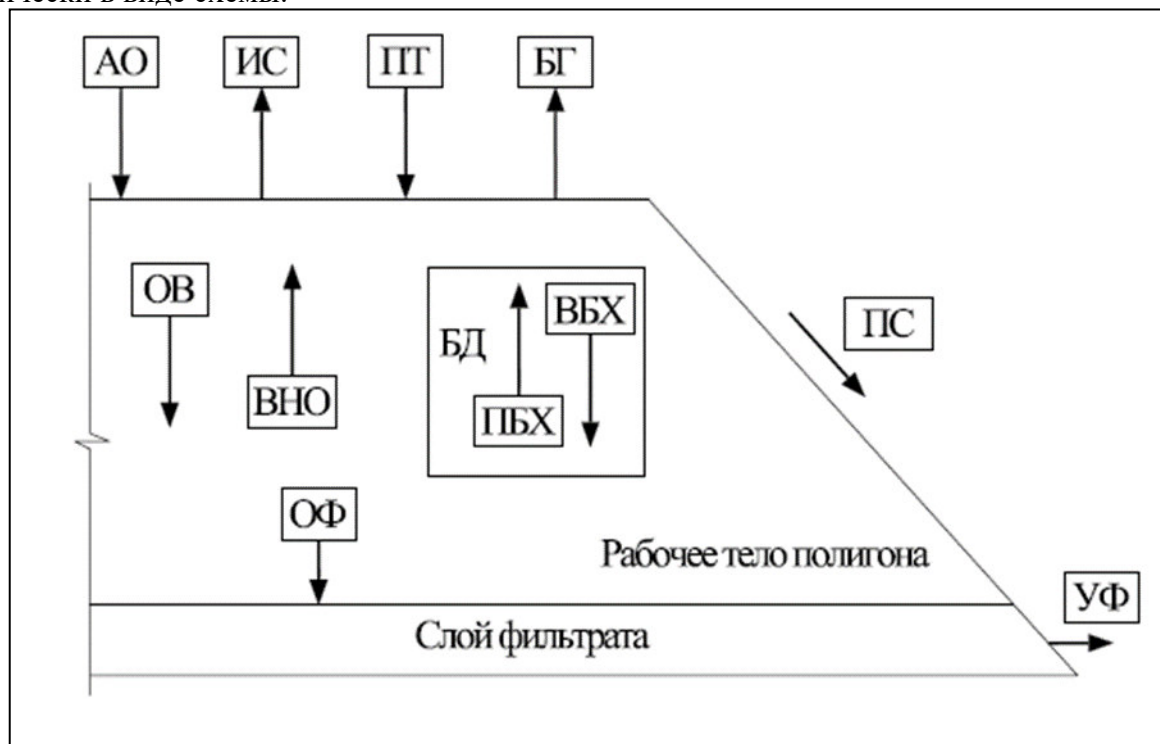 АО ИС ПТ БГ
ОВ
ВБХ
БД
ПС
ВНО
ПБХ
ОФ
Рабочее тело полигона
УФ
Слой фильтрата